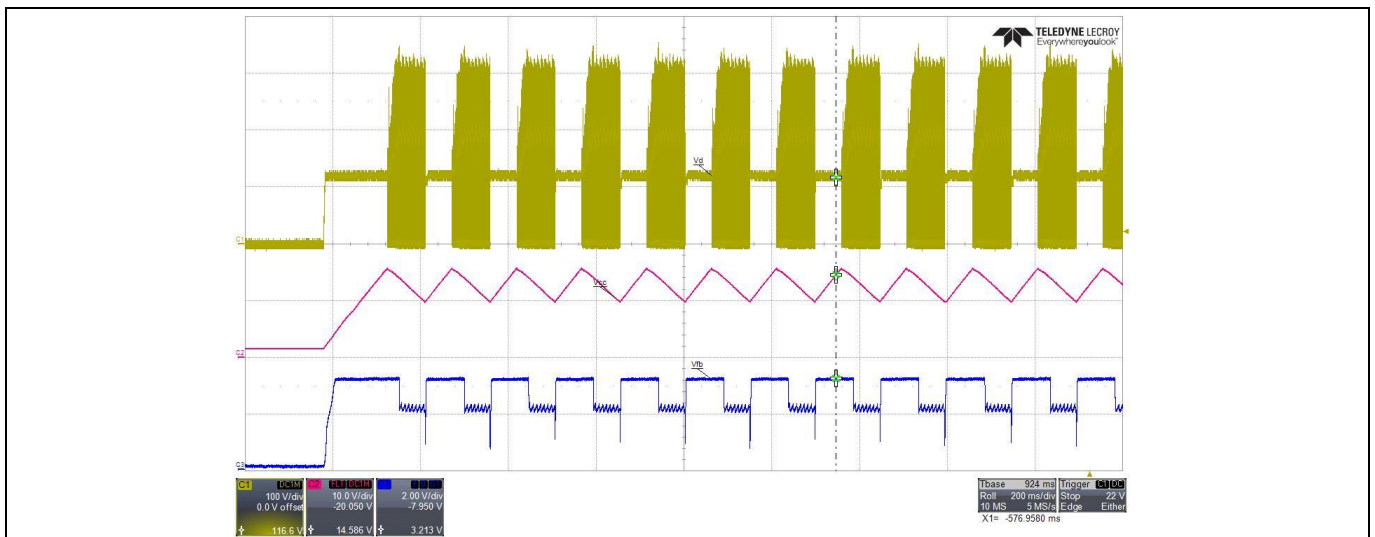 TELEDYNE LECROY
Everywhereyoulook™
Vd
C1
Vcc
C2
Vfb
C3
C1 DC1M
100 V/div
0.0 V offset
116.6 V
C2 FLT DC1M
10.0 V/div
-20.050 V
14.586 V
2.00 V/div
-7.950 V
3.213 V
Tbase 924 ms
Roll 200 ms/div
10 MS 5 MS/s
Trigger C1 DC
Stop 22 V
Edge Either
X1= -576.9580 ms